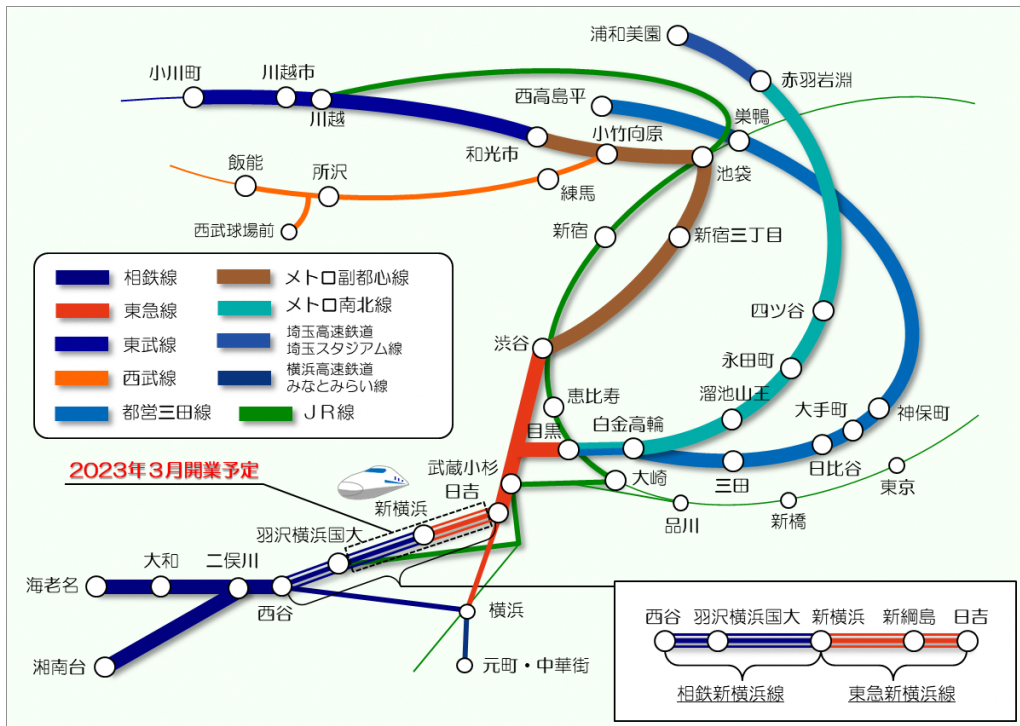 浦和美園
小川町
川越市
川越
赤羽岩淵
西高島平
巣鴨
小竹向原
和光市
池袋
飯能
所沢
練馬
西武球場前
新宿
新宿三丁目
相鉄線
メトロ副都心線
東急線
メトロ南北線
東武線
埼玉高速鉄道
埼玉スタジアム線
西武線
横浜高速鉄道
みなとみらい線
都営三田線
JR線
四ツ谷
渋谷
永田町
恵比寿
溜池山王
大手町
神保町
目黒
白金高輪
日比谷
2023年3月開業予定
武蔵小杉
日吉
大崎
三田
東京
品川
新橋
新横浜
羽沢横浜国大
大和
二俣川
海老名
西谷
横浜
湘南台
元町・中華街
西谷 羽沢横浜国大 新横浜 新綱島 日吉
相鉄新横浜線 東急新横浜線